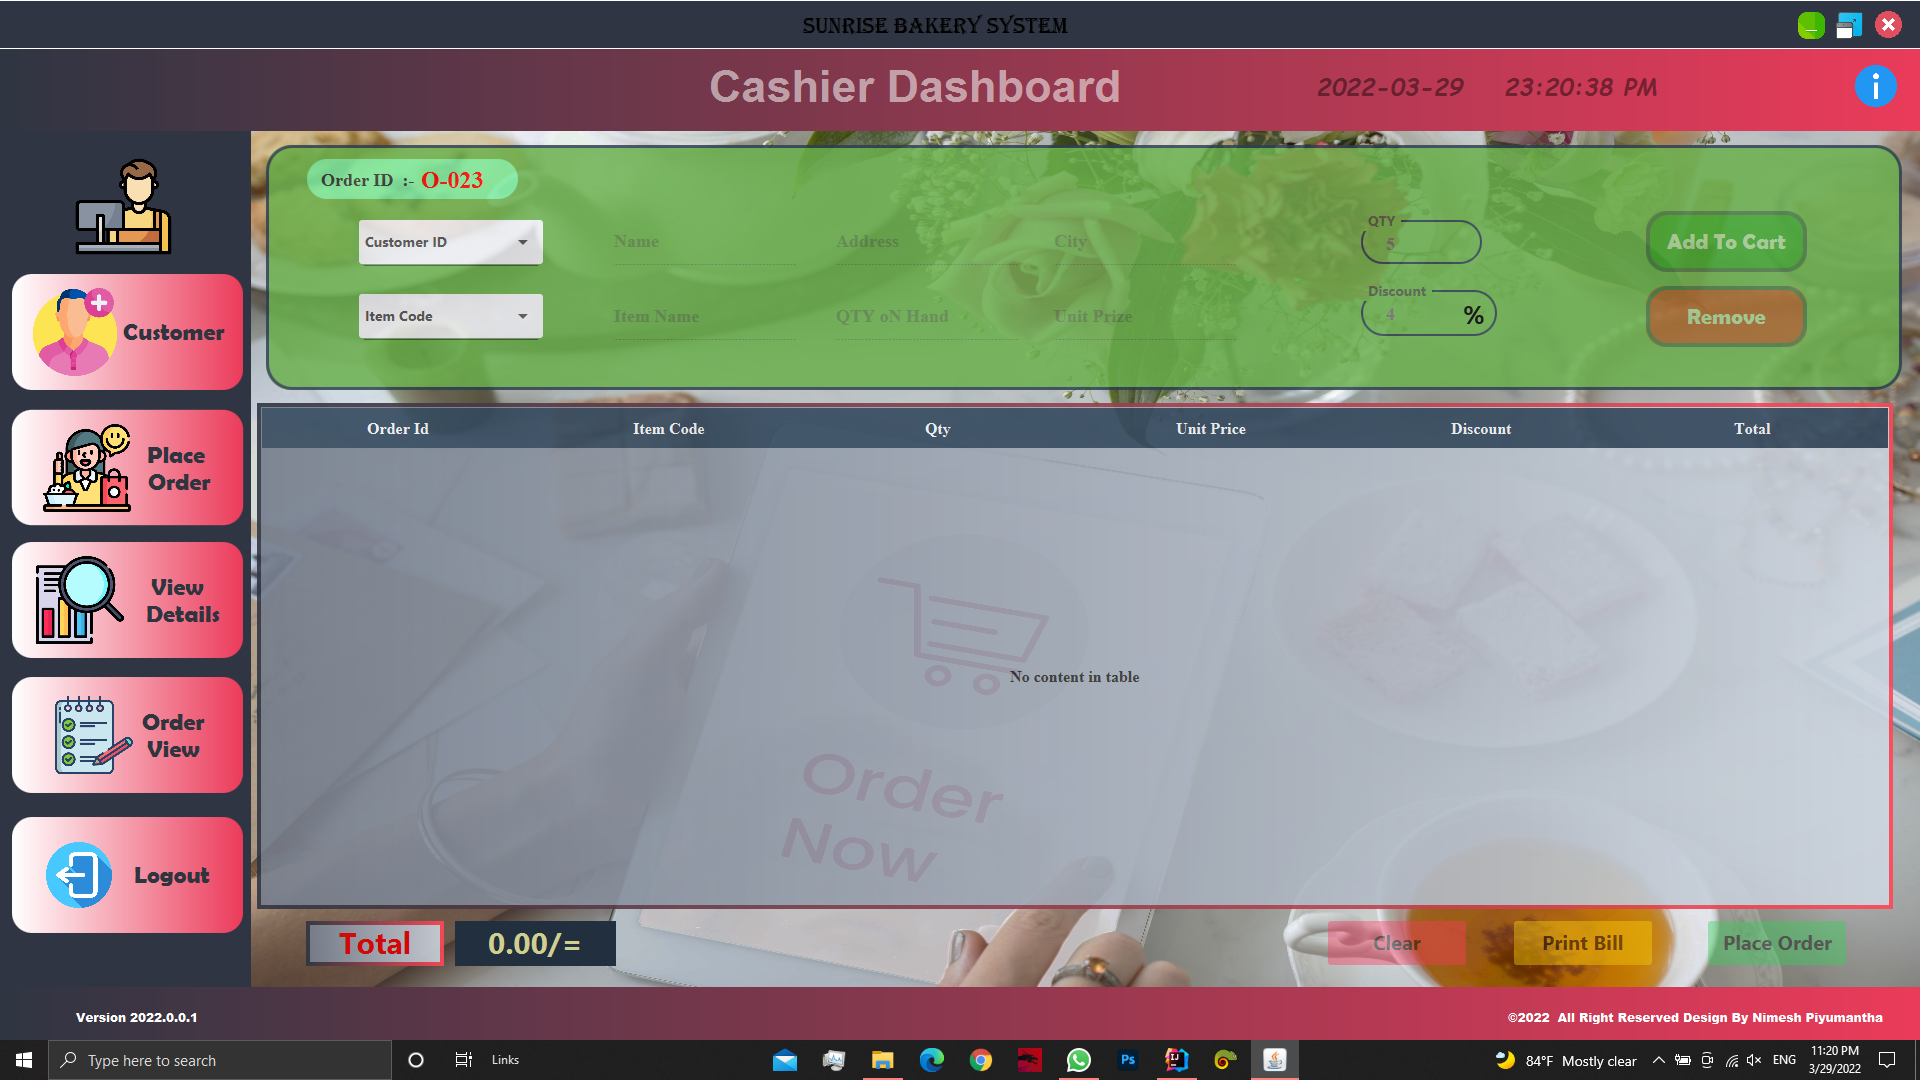 SUNRISE BAKERY SYSTEM
Cashier Dashboard
2022-03-29 23:20:38 PM
Order ID :- O-023
Customer ID
Name
Address
City
QTY
5
Add To Cart
Item Code
Item Name
QTY oN Hand
Unit Prize
Discount
4 %
Remove
Customer
Place
Order
View
Details
Order
View
Logout
Order Id Item Code Qty Unit Price Discount Total
No content in table
Order
Now
Total 0.00/=
Clear
Print Bill
Place Order
Version 2022.0.0.1
©2022 All Right Reserved Design By Nimesh Piyumantha
Type here to search
Links
Ps
84°F Mostly clear
ENG
11:20 PM
3/29/2022